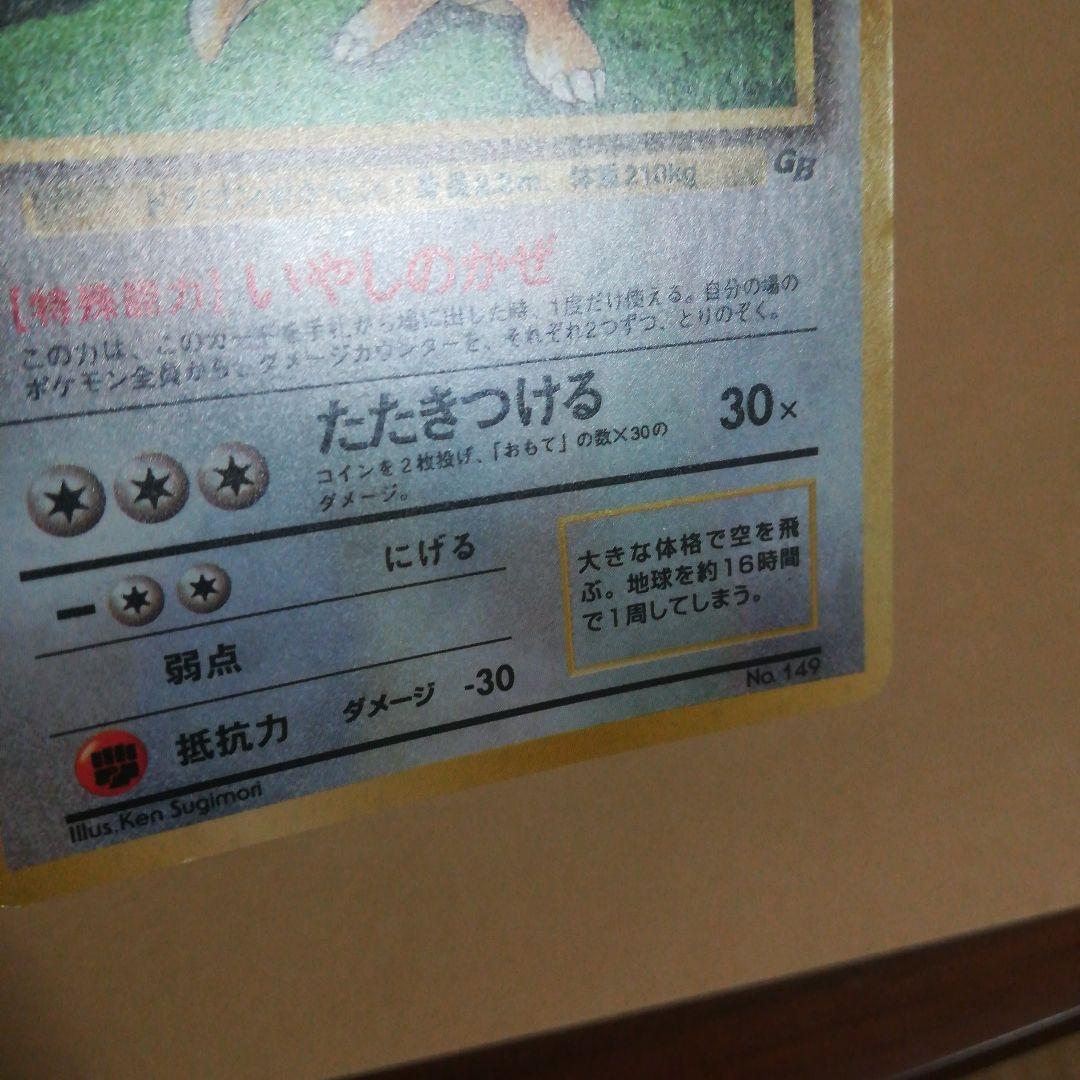 GB
ドラゴンポケモン 身長2.2m、体重210kg
【特殊能力】いやしのかぜ
この力は、このカードを手札から場に出した時、1度だけ使える。自分の場の
ポケモン全員から、ダメージカウンターを、それぞれ2つずつ、とりのぞく。
たたきつける 30×
コインを2枚投げ、「おもて」の数×30の
ダメージ。
にげる
弱点
抵抗力 ダメージ -30
大きな体格で空を飛
ぶ。地球を約16時間
で1周してしまう。
No. 149
Illus. Ken Sugimori